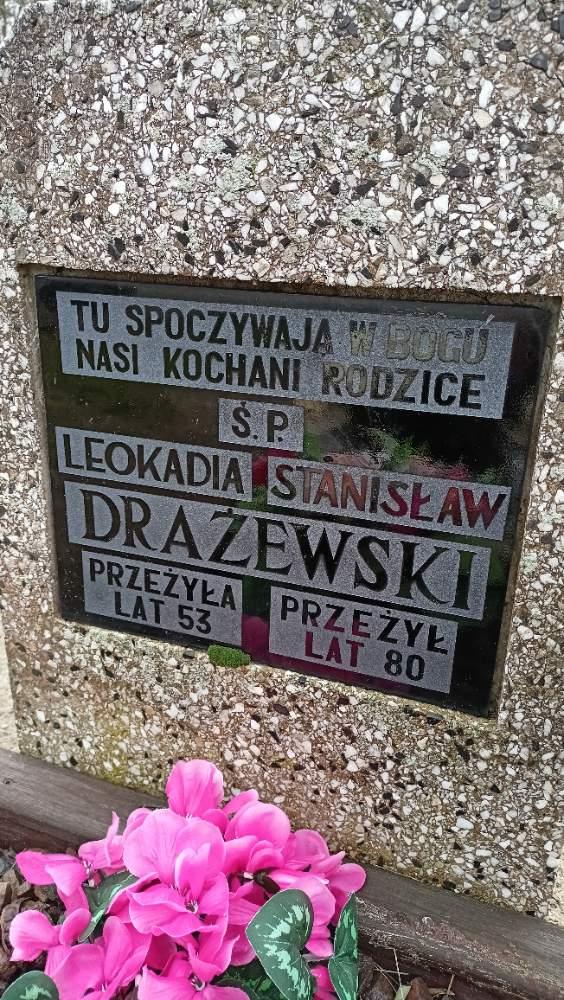 TU SPOCZYWAJĄ W BOGU
NASI KOCHANI RODZICE
Ś.P.
LEOKADIA STANISŁAW
DRAŻEWSKI
PRZEŻYŁA PRZEŻYŁ
LAT 53 LAT 80